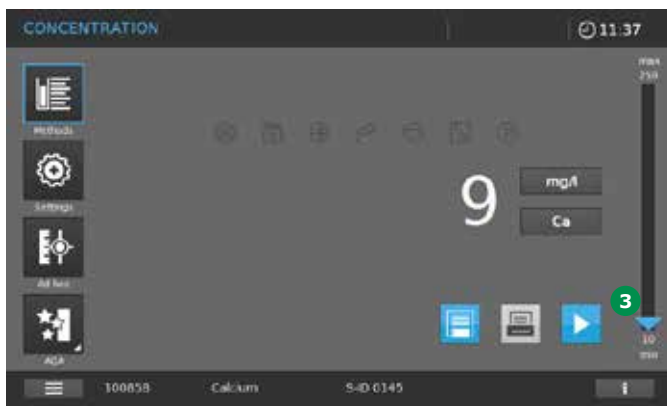 CONCENTRATION
11:37
max
250
Methods
Settings
9
mg/l
Ca
Ad hoc
3
AQA
10
min
100858
Calcium
S-ID 0145
i